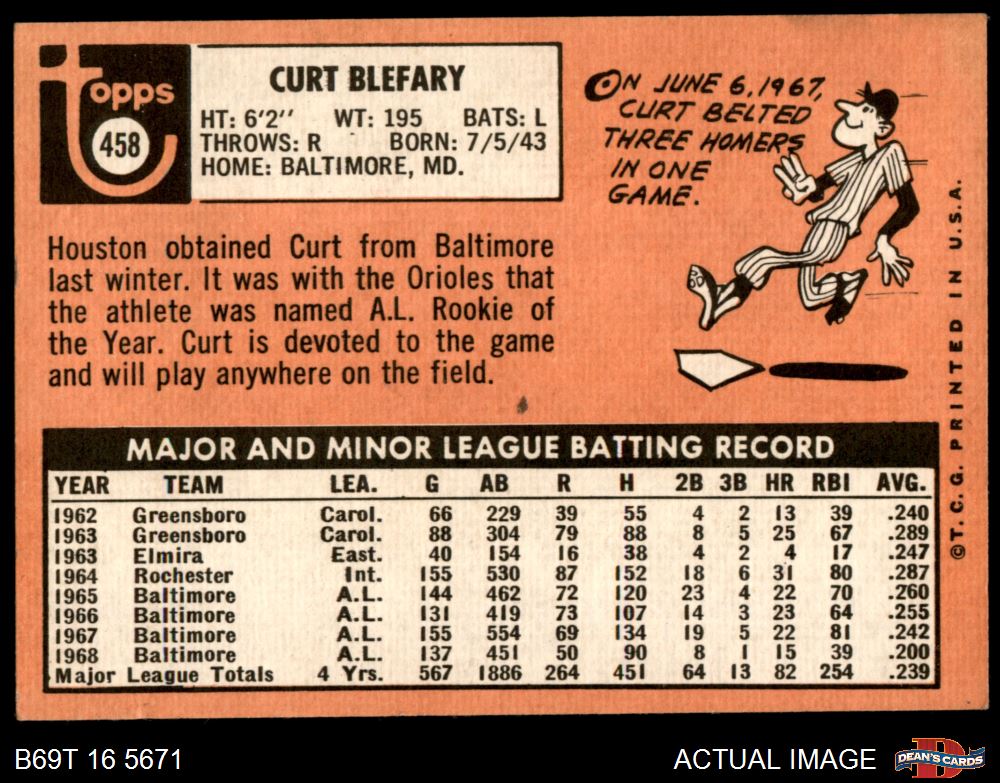 Topps
458
CURT BLEFARY
HT: 6'2'' WT: 195 BATS: L
THROWS: R BORN: 7/5/43
HOME: BALTIMORE, MD.
ON JUNE 6, 1967,
CURT BELTED
THREE HOMERS
IN ONE
GAME.
Houston obtained Curt from Baltimore
last winter. It was with the Orioles that
the athlete was named A.L. Rookie of
the Year. Curt is devoted to the game
and will play anywhere on the field.
©T. C. G. PRINTED IN U.S.A.
MAJOR AND MINOR LEAGUE BATTING RECORD
YEAR TEAM LEA. G AB R H 2B 3B HR RBI AVG.
1962 Greensboro Carol. 66 229 39 55 4 2 13 39 .240
1963 Greensboro Carol. 88 304 79 88 8 5 25 67 .289
1963 Elmira East. 40 154 16 38 4 2 4 17 .247
1964 Rochester Int. 155 530 87 152 18 6 31 80 .287
1965 Baltimore A.L. 144 462 72 120 23 4 22 70 .260
1966 Baltimore A.L. 131 419 73 107 14 3 23 64 .255
1967 Baltimore A.L. 155 554 69 134 19 5 22 81 .242
1968 Baltimore A.L. 137 451 50 90 8 1 15 39 .200
Major League Totals 4 Yrs. 567 1886 264 451 64 13 82 254 .239
B69T 16 5671
ACTUAL IMAGE
D
DEAN'S CARDS